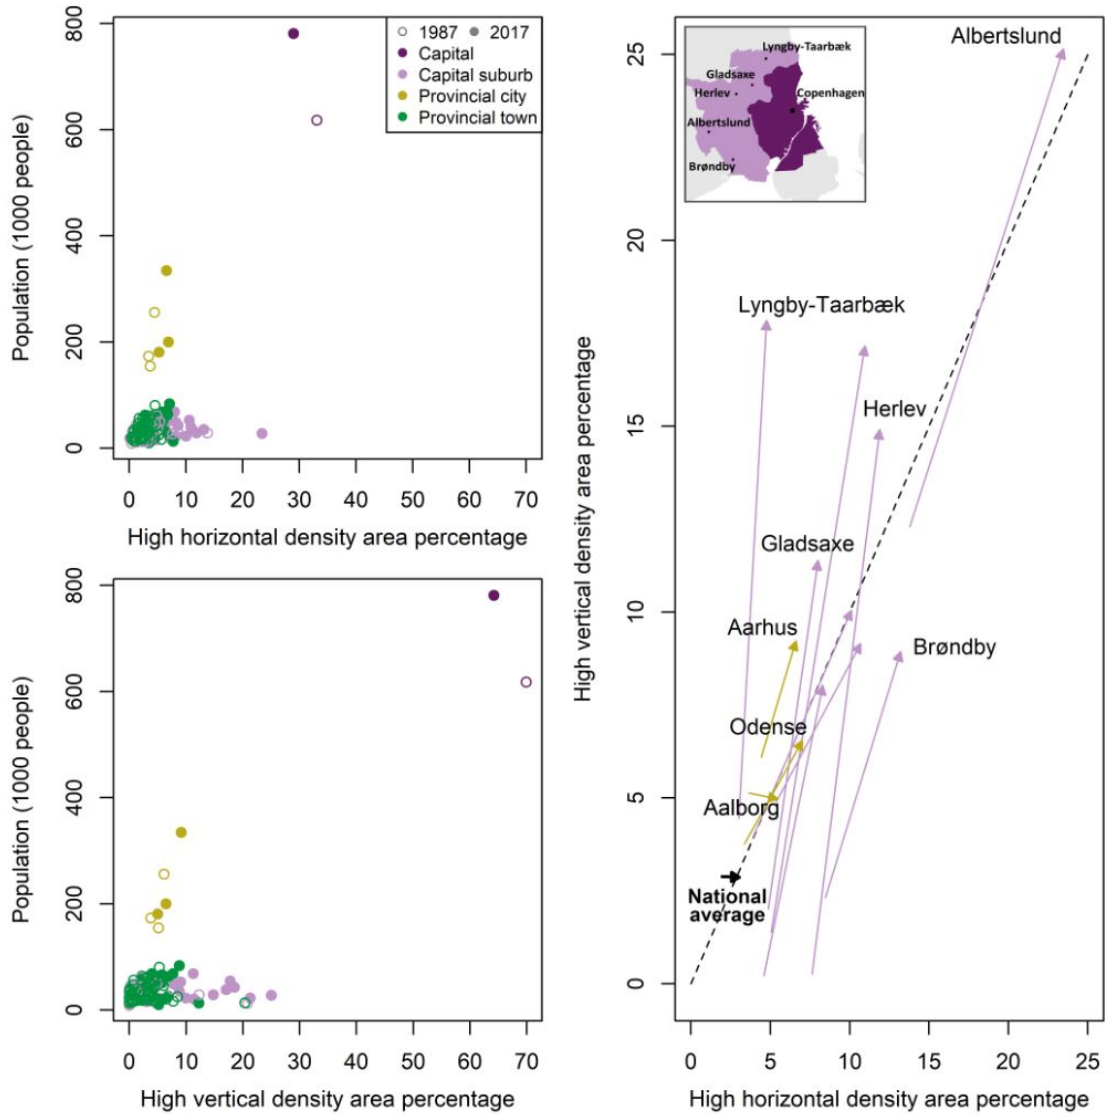 Population (1000 people)
800
600
400
200
0
1987 2017
Capital
Capital suburb
Provincial city
Provincial town
0 10 20 30 40 50 60 70
High horizontal density area percentage
Population (1000 people)
800
600
400
200
0
0 10 20 30 40 50 60 70
High vertical density area percentage
High vertical density area percentage
25
20
15
10
5
0
Lyngby-Taarbæk
Gladsaxe
Herlev
Copenhagen
Albertslund
Brøndby
Albertslund
Lyngby-Taarbæk
Herlev
Gladsaxe
Aarhus
Brøndby
Odense
Aalborg
National
average
0 5 10 15 20 25
High horizontal density area percentage